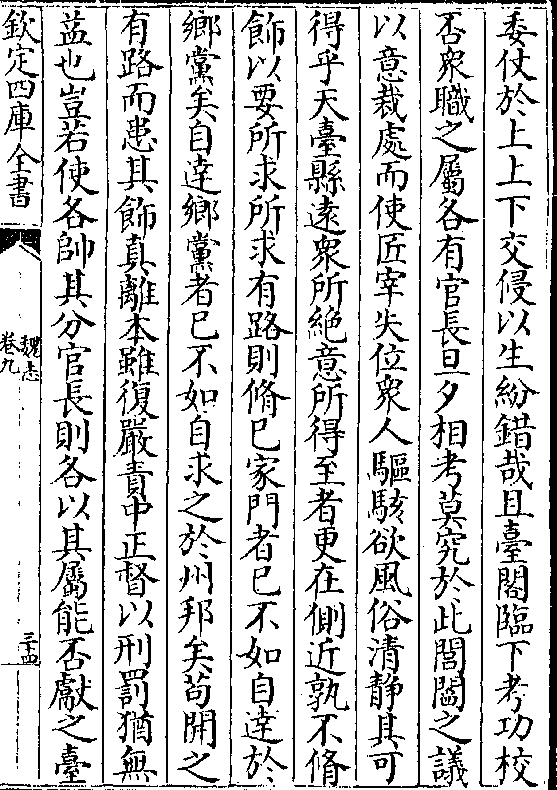 委仗於上上下交侵以生紛錯哉且臺閣臨下考功校
否衆職之屬各有官長旦夕相考莫究於此閭閻之議
以意裁處而使匠宰失位衆人驅駭欲風俗清靜其可
得乎天臺縣逺衆所絶意所得至者更在側近孰不脩
飾以要所求所求有路則脩已家門者已不如自達於
鄉黨矣自達鄉黨者已不如自求之於州邦矣苟開之
有路而患其飾真離本雖復嚴責中正督以刑罰猶無
益也豈若使各帥其分官長則各以其屬能否獻之臺
欽定四庫全書
魏志
卷九
三十四